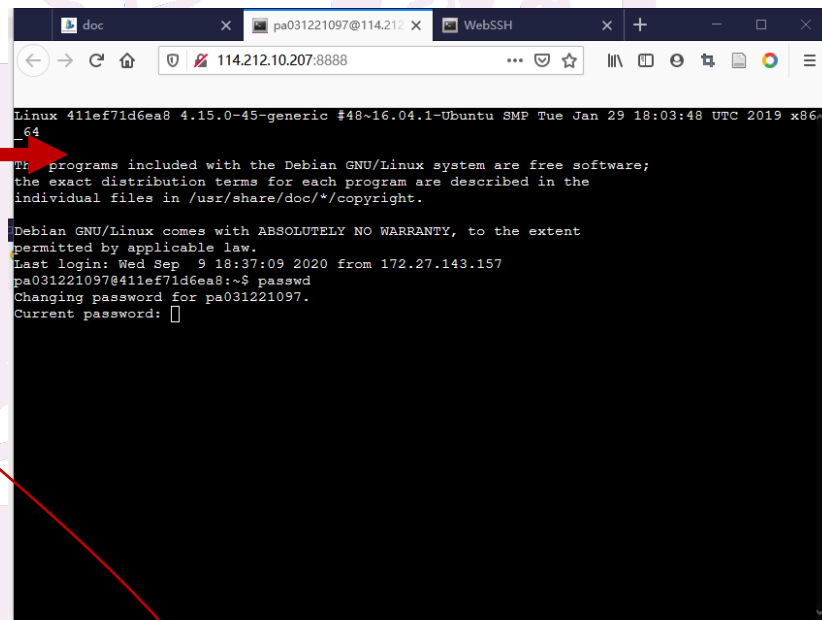 doc
pa031221097@114.212
WebSSH
114.212.10.207:8888
Linux 411ef71d6ea8 4.15.0-45-generic #48~16.04.1-Ubuntu SMP Tue Jan 29 18:03:48 UTC 2019 x86
_64
The programs included with the Debian GNU/Linux system are free software;
the exact distribution terms for each program are described in the
individual files in /usr/share/doc/*/copyright.
Debian GNU/Linux comes with ABSOLUTELY NO WARRANTY, to the extent
permitted by applicable law.
Last login: Wed Sep  9 18:37:09 2020 from 172.27.143.157
pa031221097@411ef71d6ea8:~$ passwd
Changing password for pa031221097.
Current password: